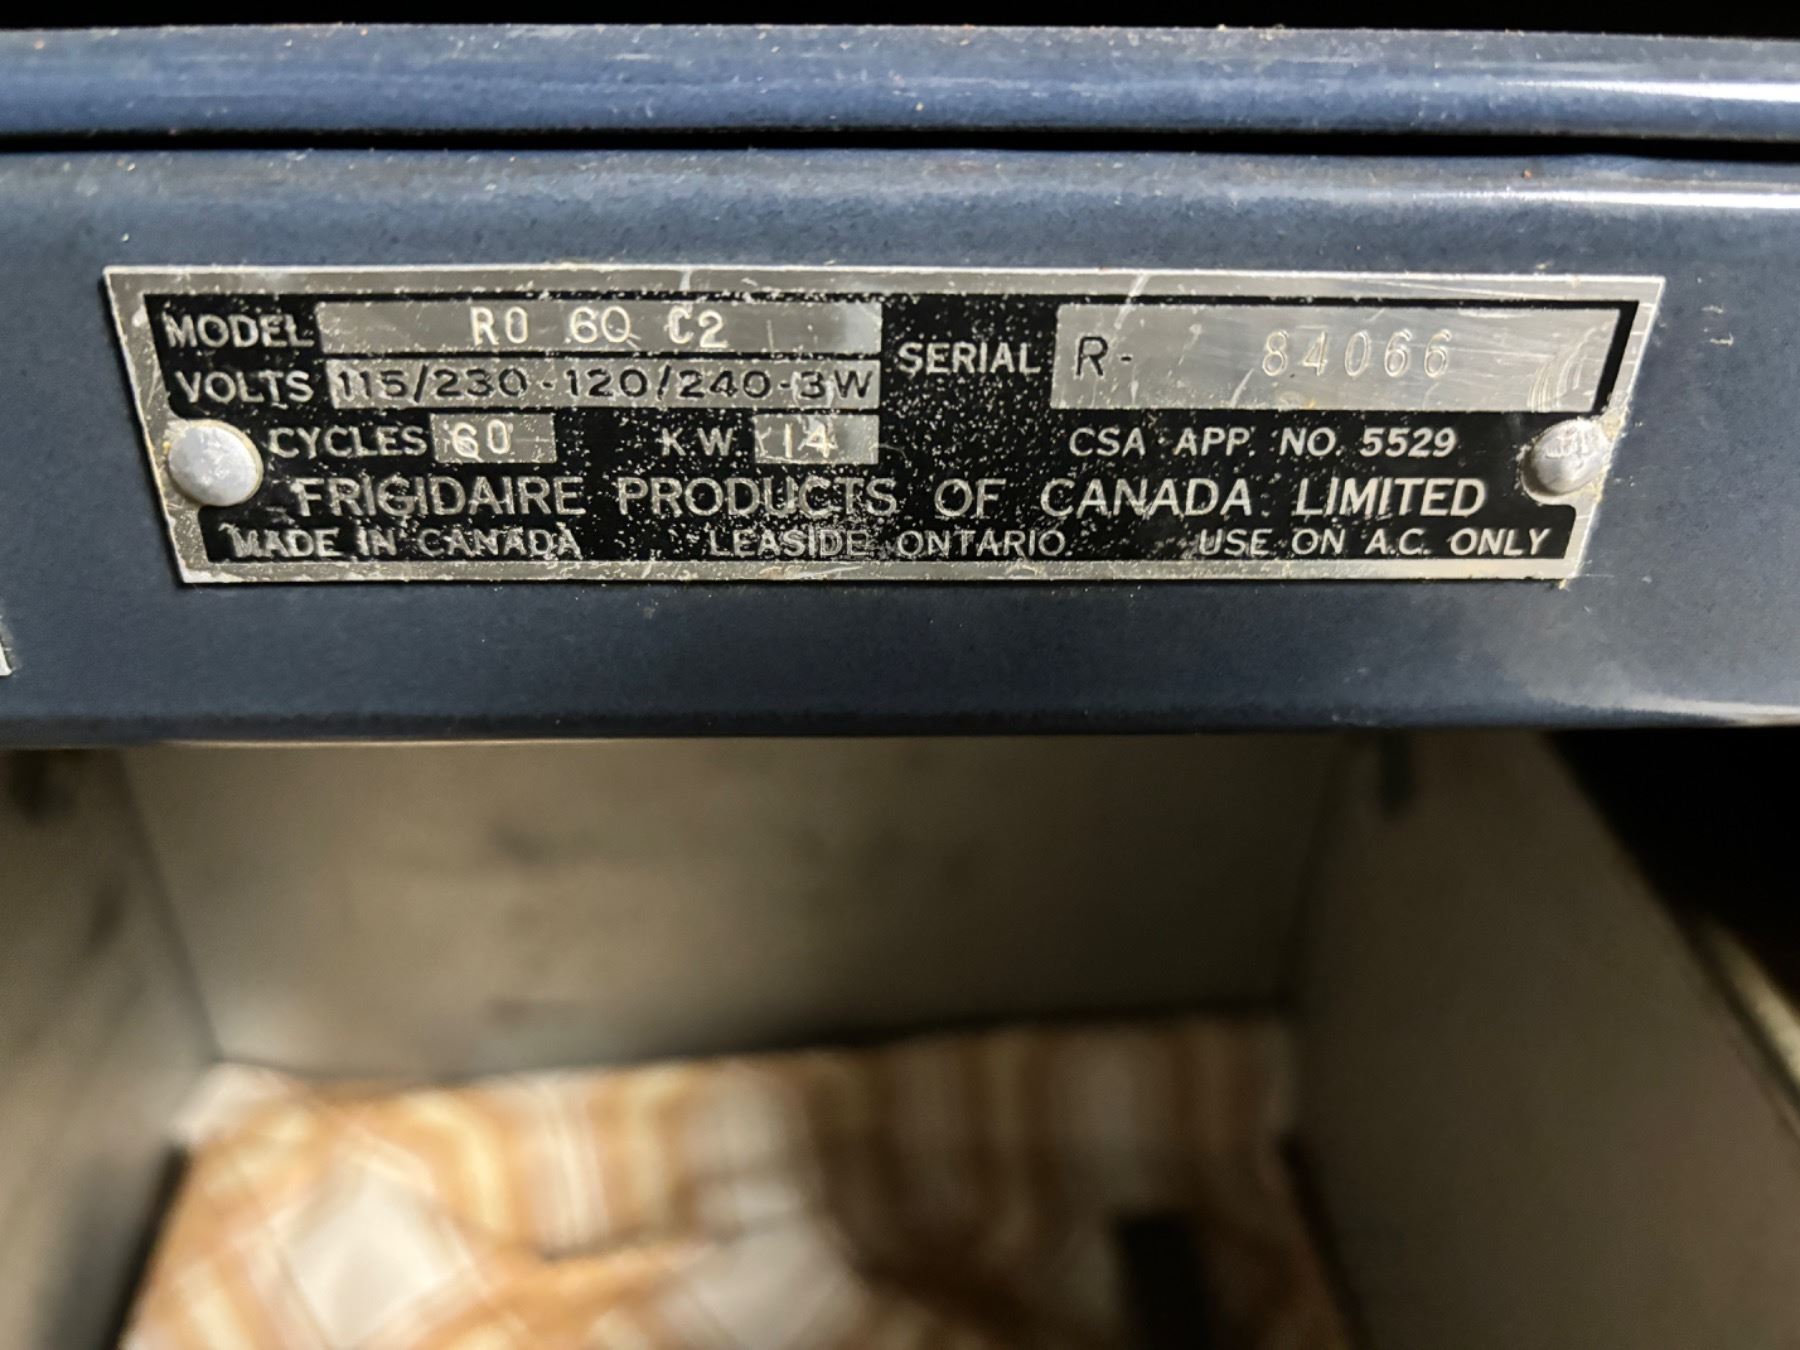 MODEL RO 60 C2
VOLTS 115/230-120/240-3W
SERIAL R- 84066
CYCLES 60 K.W. 14 CSA APP. NO. 5529
FRIGIDAIRE PRODUCTS OF CANADA LIMITED
MADE IN CANADA LEASIDE ONTARIO USE ON A.C. ONLY